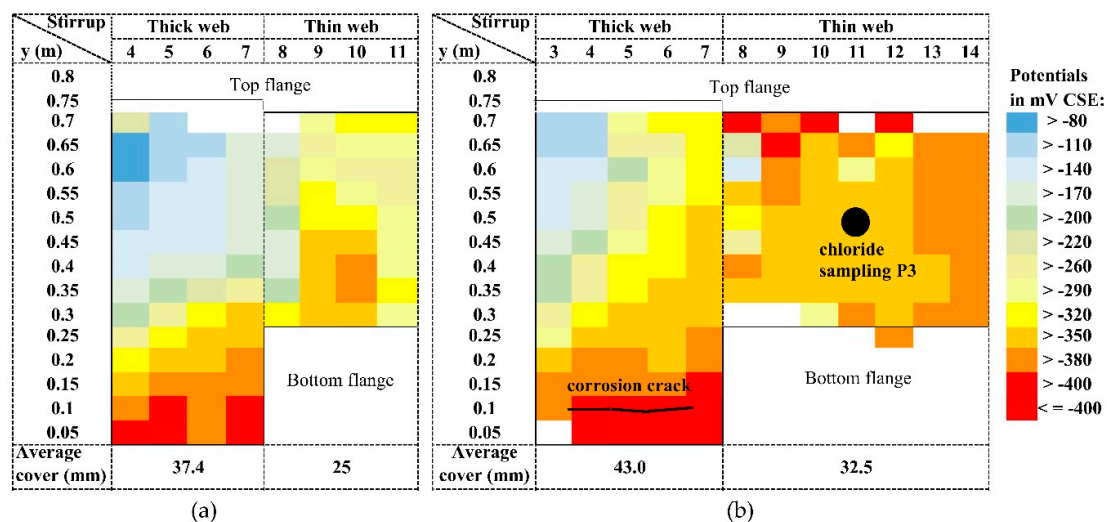 Stirrup Thick web Thin web
y (m) 4 5 6 7 8 9 10 11
0.8
Top flange
0.75
0.7
0.65
0.6
0.55
0.5
0.45
0.4
0.35
0.3
0.25
0.2
Bottom flange
0.15
0.1
0.05
Average
cover (mm) 37.4 25
(a)
Stirrup Thick web Thin web
y (m) 3 4 5 6 7 8 9 10 11 12 13 14
0.8
Top flange
0.75
0.7
0.65
0.6
0.55
0.5
0.45
chloride
sampling P3
0.4
0.35
0.3
0.25
0.2
Bottom flange
0.15
corrosion crack
0.1
0.05
Average
cover (mm) 43.0 32.5
(b)
Potentials
in mV CSE:
> -80
> -110
> -140
> -170
> -200
> -220
> -260
> -290
> -320
> -350
> -380
> -400
< = -400